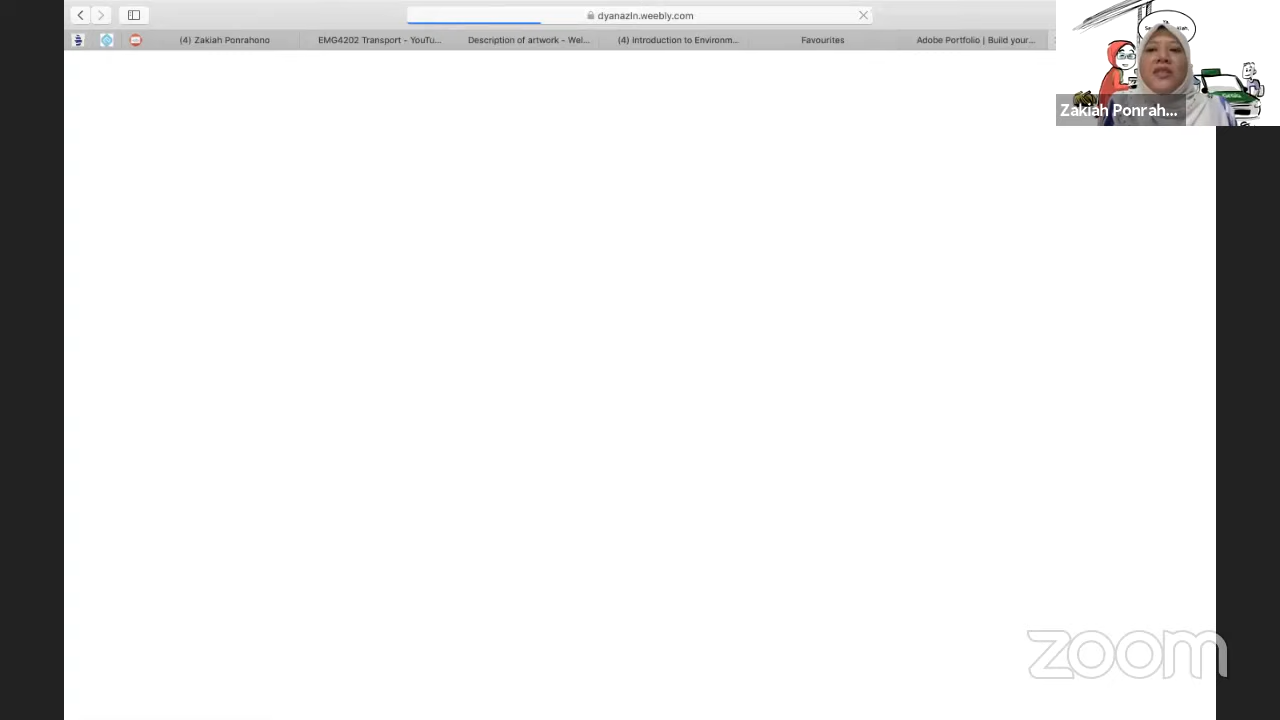 dyanazln.weebly.com
(4) Zakiah Ponrahono
EMG4202 Transport - YouTu...
Description of artwork - Wei...
(4) Introduction to Environm...
Favourites
Adobe Portfolio | Build your...
Zakiah Ponrah...
zoom